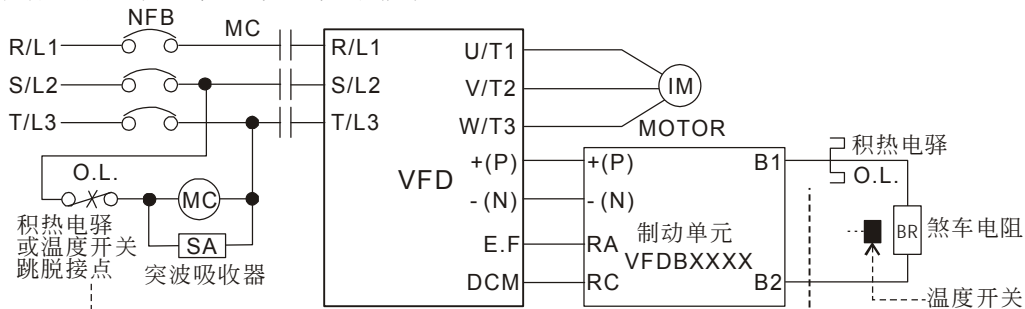 NFB
MC
R/L1
R/L1
U/T1
S/L2
S/L2
V/T2
IM
T/L3
T/L3
W/T3
MOTOR
VFD
+(P)
+(P)
B1
积热电驿
O.L.
O.L.
MC
-(N)
-(N)
积热电驿
或温度开关
跳脱接点
SA
突波吸收器
E.F
RA
制动单元
VFDBXXXX
BR
煞车电阻
DCM
RC
B2
温度开关